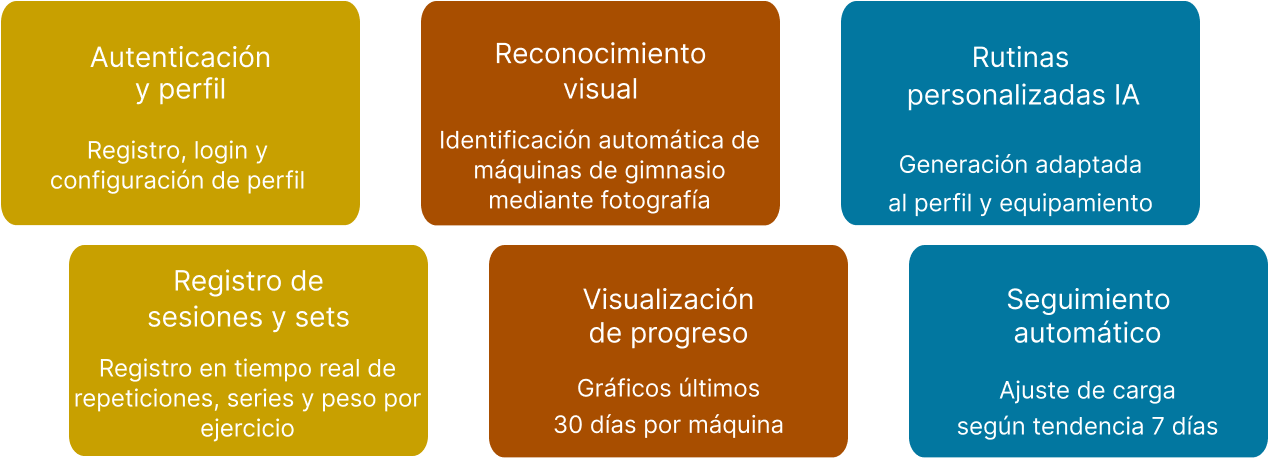 Autenticación
y perfil
Registro, login y
configuración de perfil
Reconocimiento
visual
Identificación automática de
máquinas de gimnasio
mediante fotografía
Rutinas
personalizadas IA
Generación adaptada
al perfil y equipamiento
Registro de
sesiones y sets
Registro en tiempo real de
repeticiones, series y peso por
ejercicio
Visualización
de progreso
Gráficos últimos
30 días por máquina
Seguimiento
automático
Ajuste de carga
según tendencia 7 días